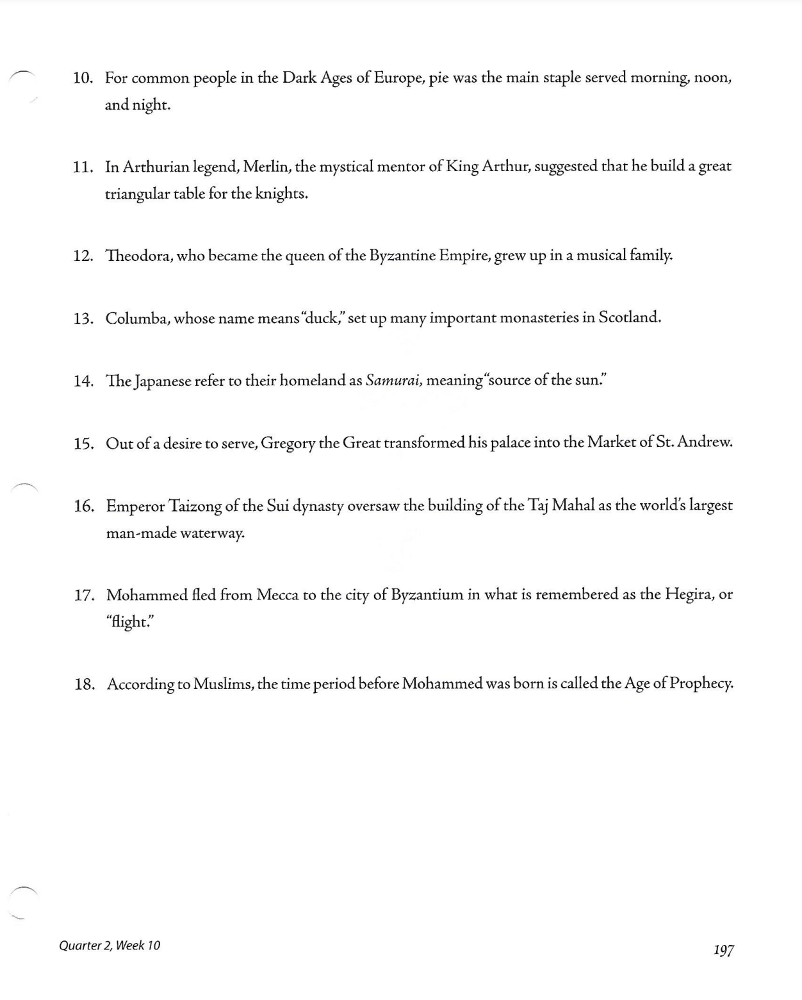 10. For common people in the Dark Ages of Europe, pie was the main staple served morning, noon,
and night.
11. In Arthurian legend, Merlin, the mystical mentor of King Arthur, suggested that he build a great
triangular table for the knights.
12. Theodora, who became the queen of the Byzantine Empire, grew up in a musical family.
13. Columba, whose name means “duck,” set up many important monasteries in Scotland.
14. The Japanese refer to their homeland as Samurai, meaning “source of the sun.”
15. Out of a desire to serve, Gregory the Great transformed his palace into the Market of St. Andrew.
16. Emperor Taizong of the Sui dynasty oversaw the building of the Taj Mahal as the world’s largest
man-made waterway.
17. Mohammed fled from Mecca to the city of Byzantium in what is remembered as the Hegira, or
“flight.”
18. According to Muslims, the time period before Mohammed was born is called the Age of Prophecy.
Quarter 2, Week 10
197